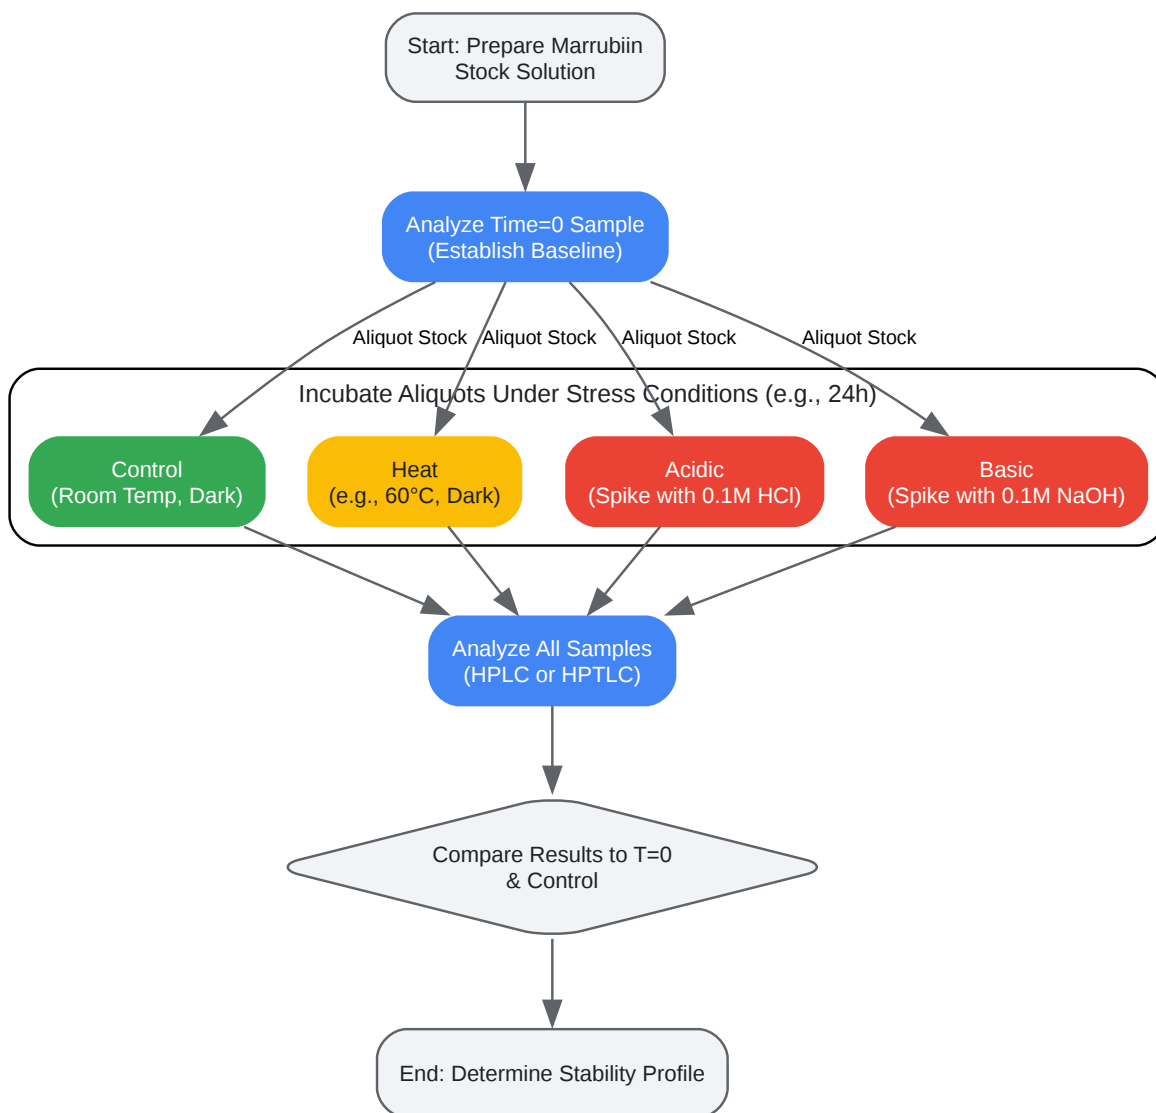 Start: Prepare Marrubiin
Stock Solution
Analyze Time=0 Sample
(Establish Baseline)
Aliquot Stock
Aliquot Stock
Aliquot Stock
Aliquot Stock
Incubate Aliquots Under Stress Conditions (e.g., 24h)
Control
(Room Temp, Dark)
Heat
(e.g., 60°C, Dark)
Acidic
(Spike with 0.1M HCl)
Basic
(Spike with 0.1M NaOH)
Analyze All Samples
(HPLC or HPTLC)
Compare Results to T=0
& Control
End: Determine Stability Profile